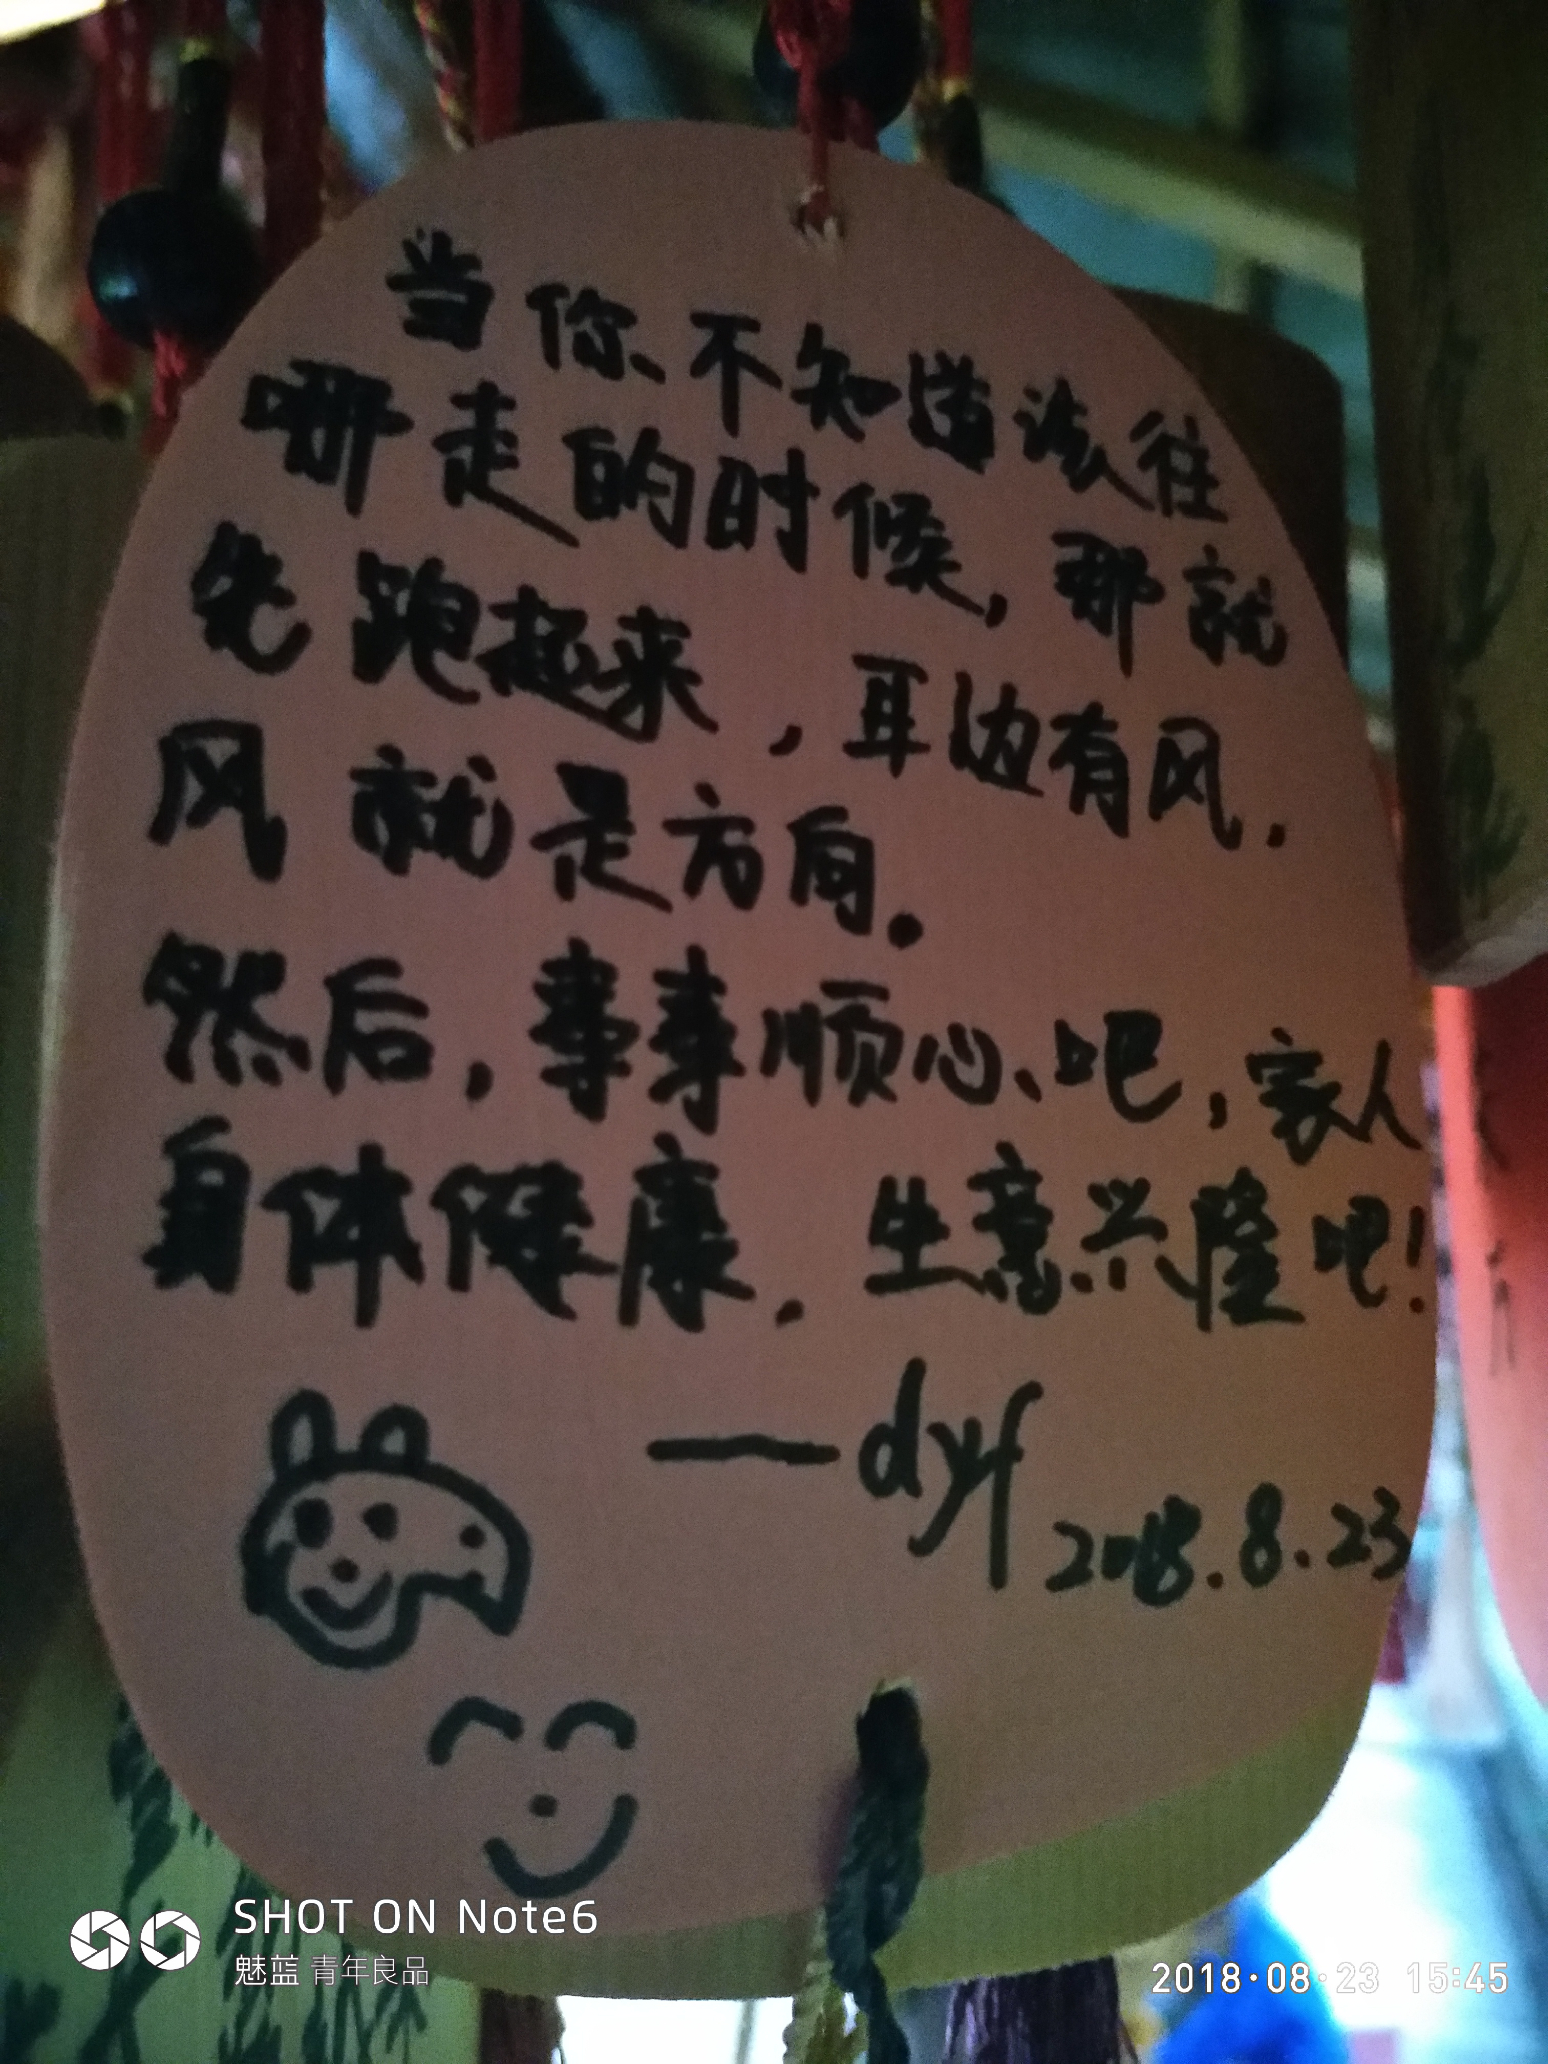 当你不知道该往
哪走的时候，那就
先跑起来，耳边有风.
风就是方向.
然后，事事顺心吧，家人
身体健康，生意兴隆吧!
—dyf
2018.8.23
SHOT ON Note6
魅蓝 青年良品
2018·08·23 15:45